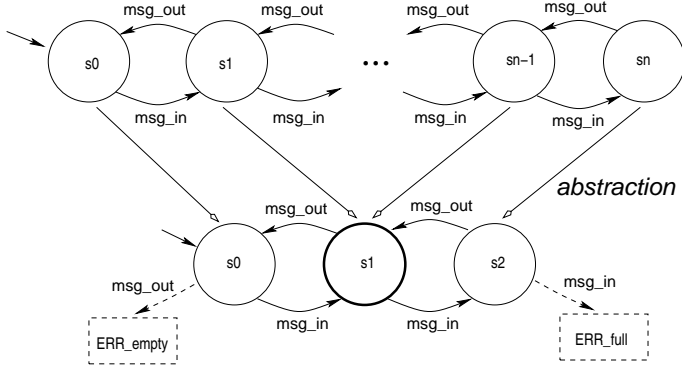 msg_out
msg_out
msg_out
msg_out
s0
s1
...
sn−1
sn
msg_in
msg_in
msg_in
msg_in
abstraction
msg_out
msg_out
s0
s1
s2
msg_out
msg_in
msg_in
msg_in
ERR_empty
ERR_full